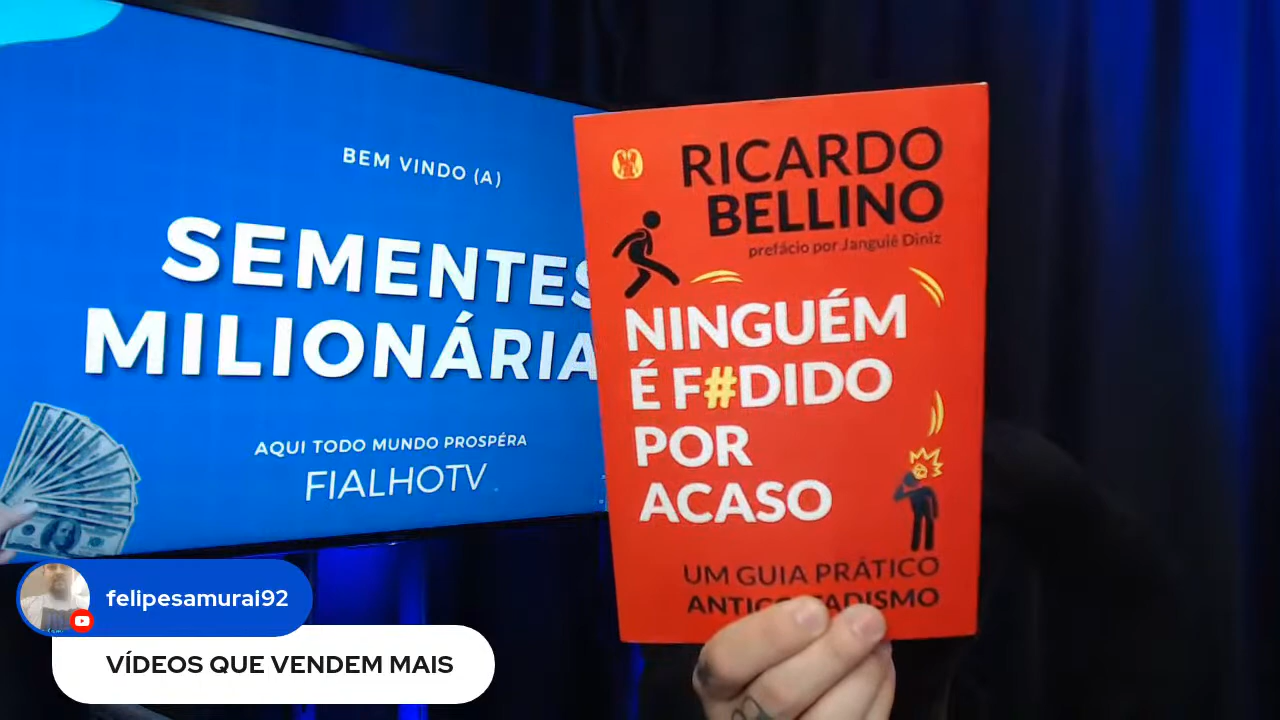 BEM VINDO (A)
SEMENTES
MILIONÁRIA
AQUI TODO MUNDO PROSPÉRA
FIALHOTV
RICARDO
BELLINO
prefácio por Janguiê Diniz
NINGUÉM
É F#DIDO
POR
ACASO
UM GUIA PRÁTICO
felipesamurai92
VÍDEOS QUE VENDEM MAIS